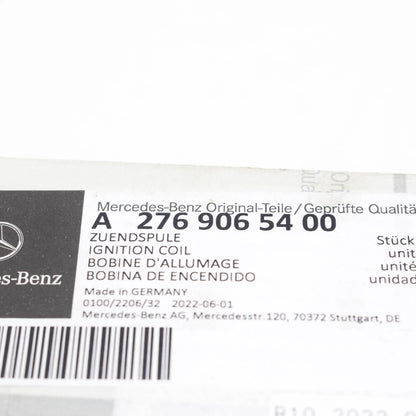 Mercedes-Benz Original-Teile/Geprüfte Qualitä
A 276 906 54 00
ZUENDSPULE
IGNITION COIL
BOBINE D'ALLUMAGE
BOBINA DE ENCENDIDO
Stück
unit
unité
unidad
es-Benz
Made in GERMANY
0100/2206/32 2022-06-01
Mercedes-Benz AG, Mercedesstr.120, 70372 Stuttgart, DE